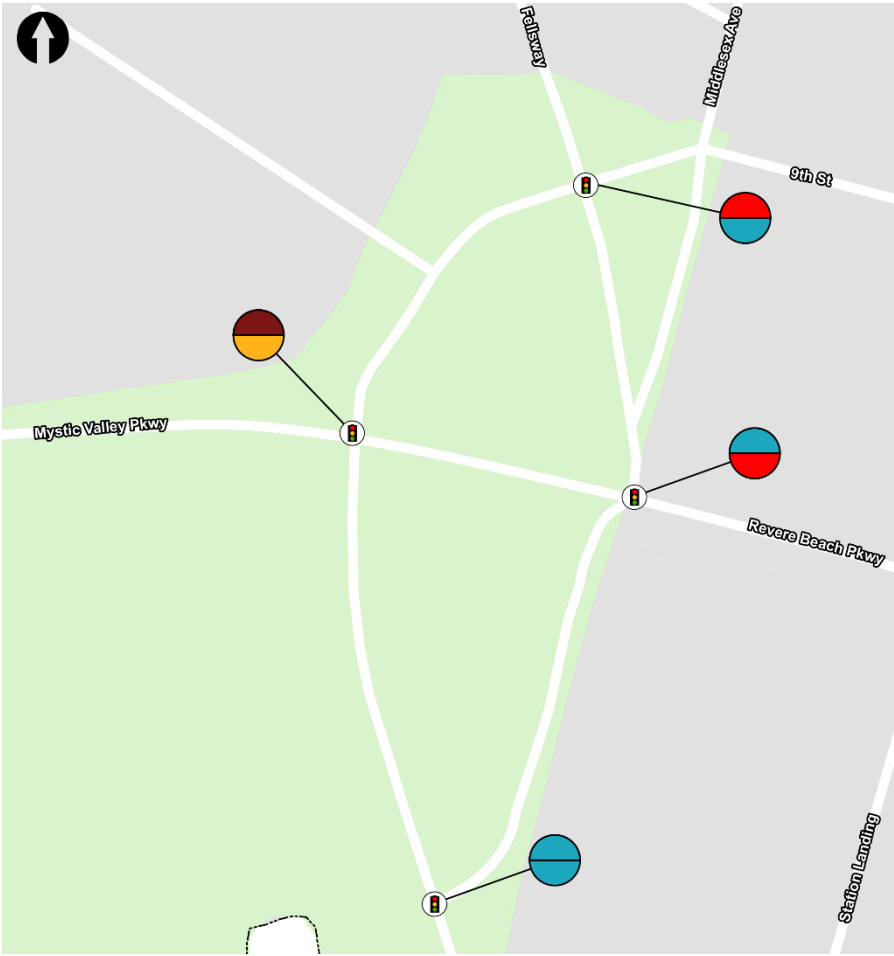 Fellsway
Middlesex Ave
9th St
Mystic Valley Pkwy
Revere Beach Pkwy
Station Landing